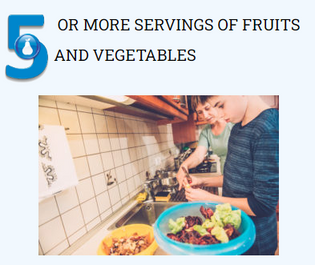 5 OR MORE SERVINGS OF FRUITS
AND VEGETABLES